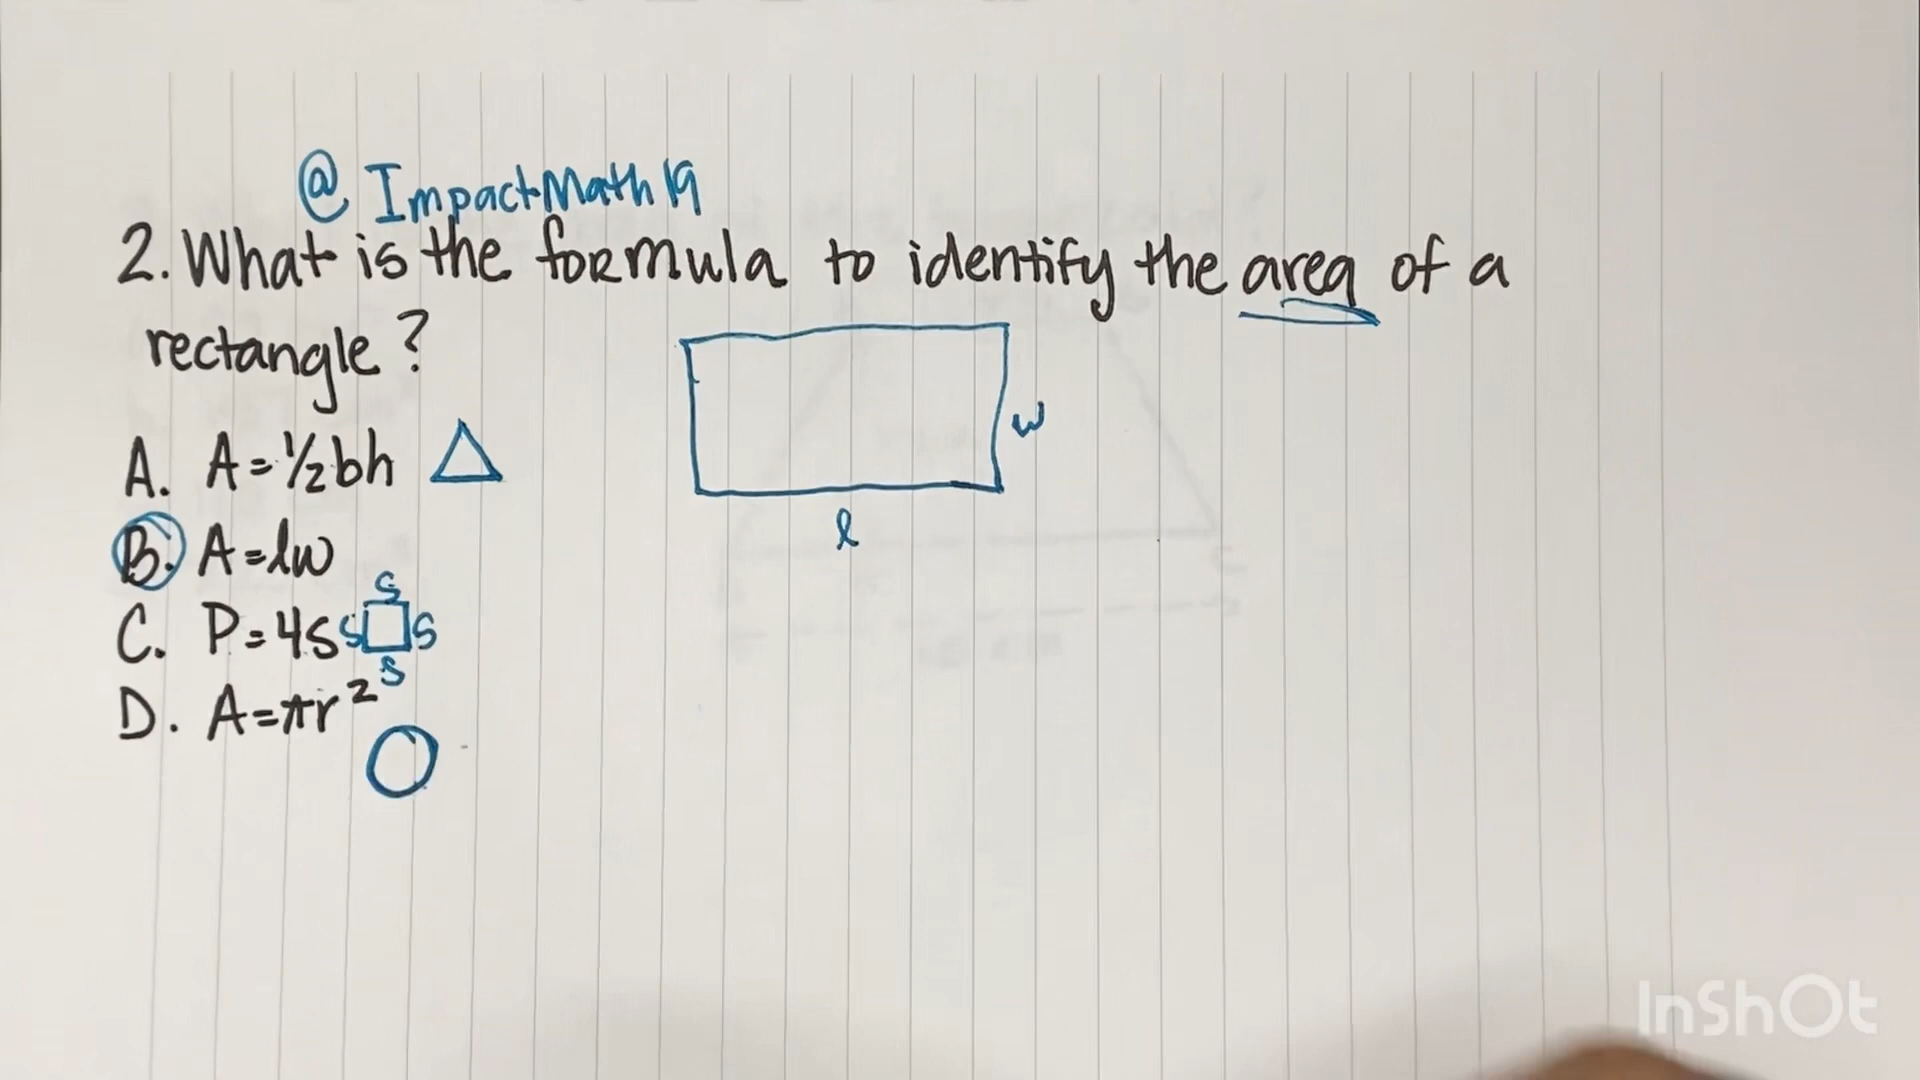 @ ImpactMath19
2. What is the formula to identify the area of a
rectangle?
A. A = ½bh
B. A = lw
C. P = 4s
D. A = πr²
w
l
s
s s
s
InShOt